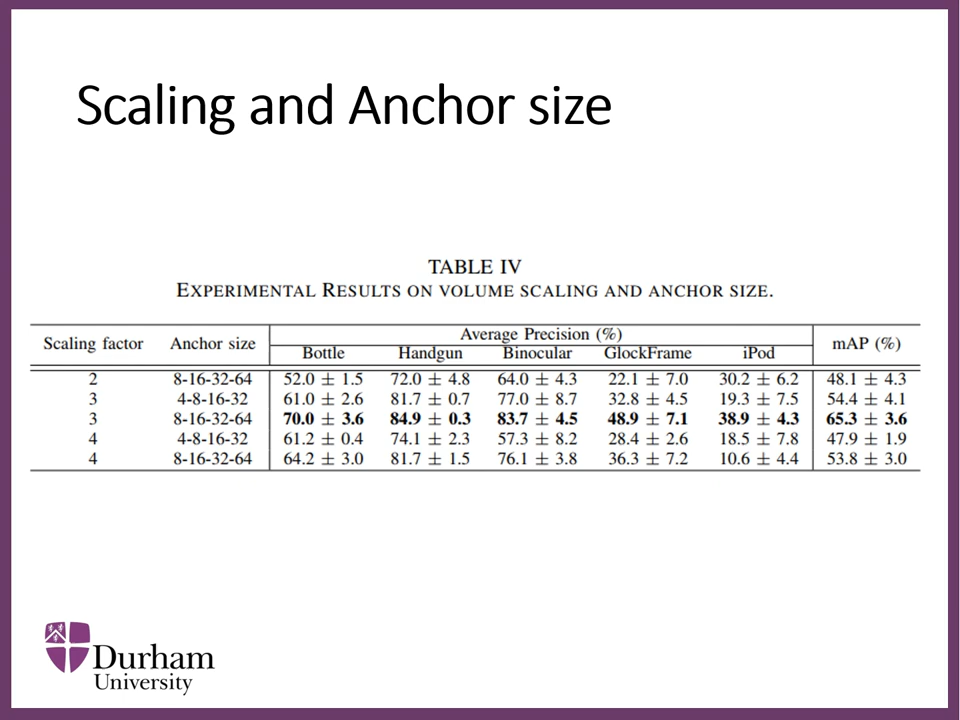 Scaling and Anchor size
TABLE IV
EXPERIMENTAL RESULTS ON VOLUME SCALING AND ANCHOR SIZE.
Scaling factor Anchor size Average Precision (%) mAP (%)
Bottle Handgun Binocular GlockFrame iPod
2 8-16-32-64 52.0 ± 1.5 72.0 ± 4.8 64.0 ± 4.3 22.1 ± 7.0 30.2 ± 6.2 48.1 ± 4.3
3 4-8-16-32 61.0 ± 2.6 81.7 ± 0.7 77.0 ± 8.7 32.8 ± 4.5 19.3 ± 7.5 54.4 ± 4.1
3 8-16-32-64 70.0 ± 3.6 84.9 ± 0.3 83.7 ± 4.5 48.9 ± 7.1 38.9 ± 4.3 65.3 ± 3.6
4 4-8-16-32 61.2 ± 0.4 74.1 ± 2.3 57.3 ± 8.2 28.4 ± 2.6 18.5 ± 7.8 47.9 ± 1.9
4 8-16-32-64 64.2 ± 3.0 81.7 ± 1.5 76.1 ± 3.8 36.3 ± 7.2 10.6 ± 4.4 53.8 ± 3.0
Durham
University